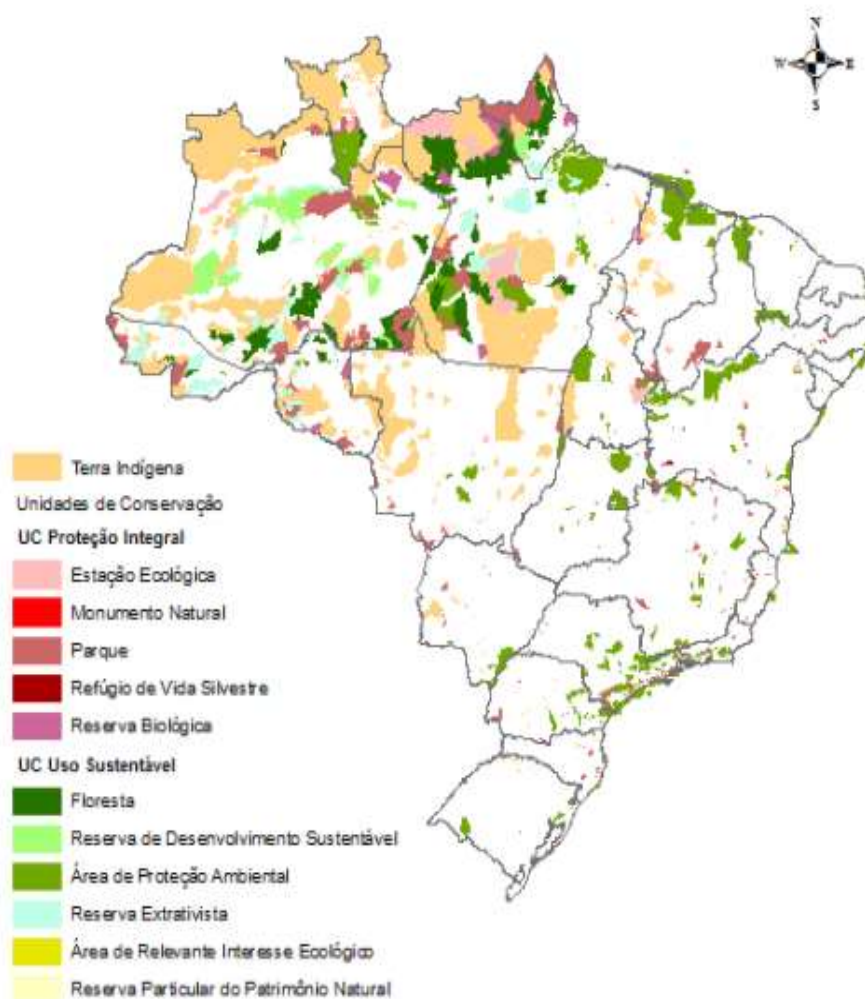 N
W E
S
Terra Indígena
Unidades de Conservação
UC Proteção Integral
Estação Ecológica
Monumento Natural
Parque
Refúgio de Vida Silvestre
Reserva Biológica
UC Uso Sustentável
Floresta
Reserva de Desenvolvimento Sustentável
Área de Proteção Ambiental
Reserva Extrativista
Área de Relevante Interesse Ecológico
Reserva Particular do Patrimônio Natural